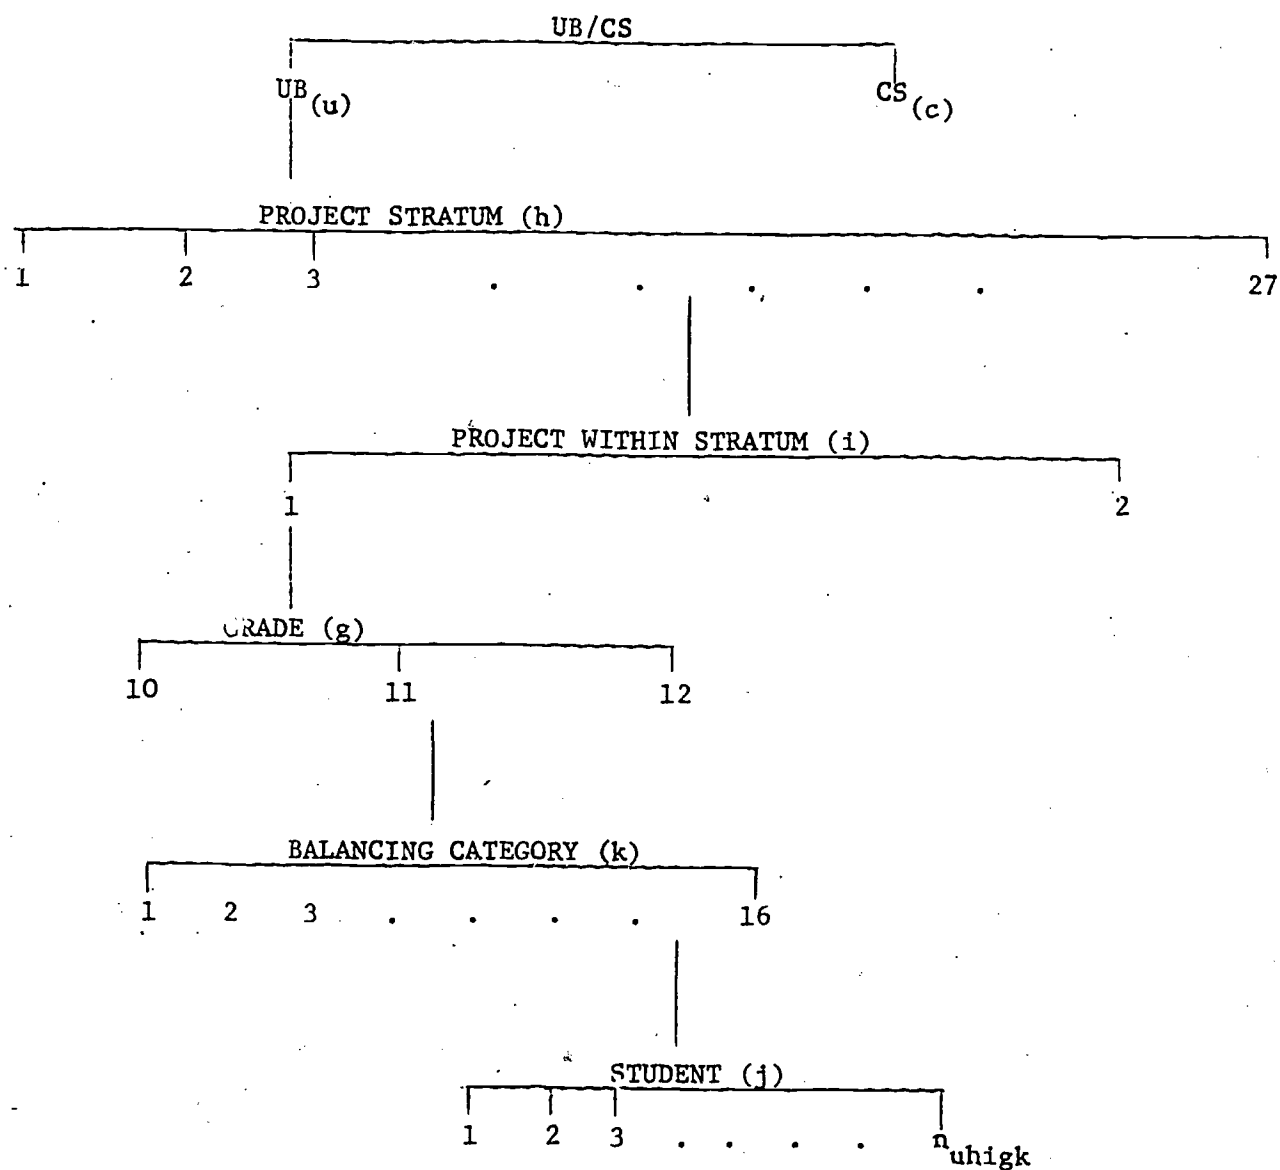 UB/CS
UB(u) CS(c)
PROJECT STRATUM (h)
1 2 3 . . . . . 27
PROJECT WITHIN STRATUM (i)
1 2
GRADE (g)
10 11 12
BALANCING CATEGORY (k)
1 2 3 . . . . 16
STUDENT (j)
1 2 3 . . . . n uhigk